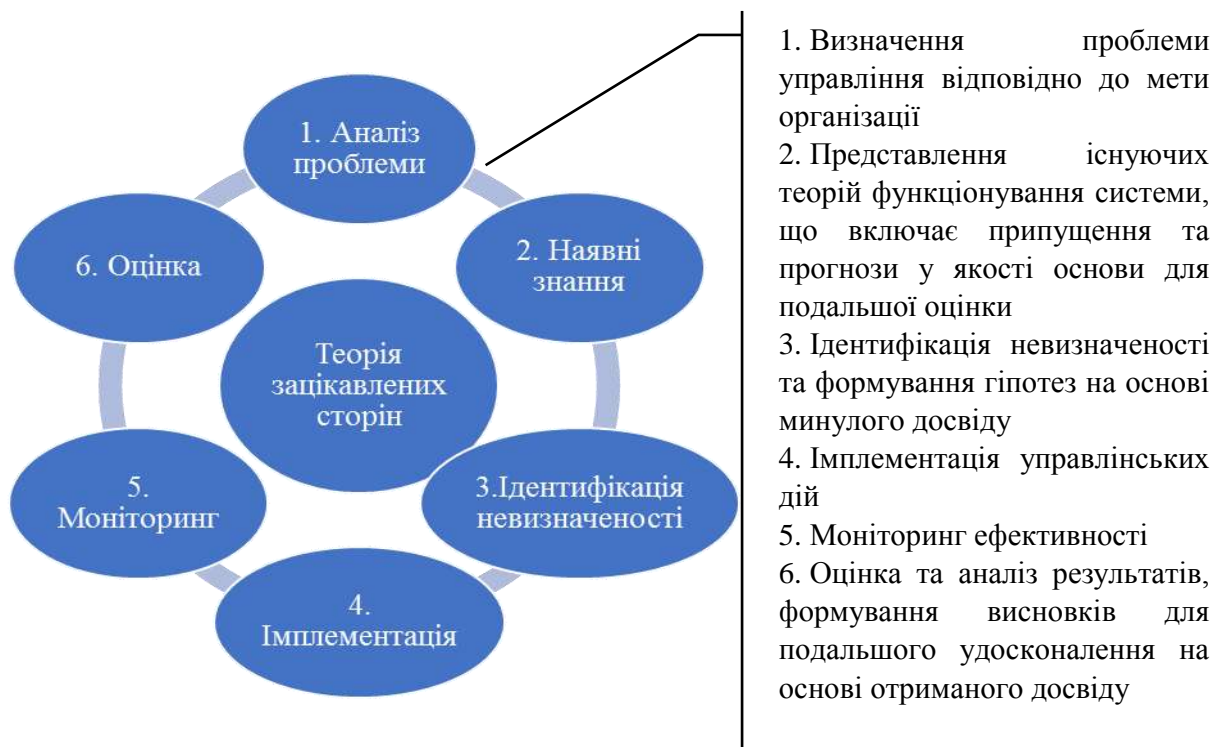 1. Аналіз
проблеми
2. Наявні
знання
3.Ідентифікація
невизначеності
4.
Імплементація
5.
Моніторинг
6. Оцінка
Теорія
зацікавлених
сторін
1. Визначення проблеми
управління відповідно до мети
організації
2. Представлення існуючих
теорій функціонування системи,
що включає припущення та
прогнози у якості основи для
подальшої оцінки
3. Ідентифікація невизначеності
та формування гіпотез на основі
минулого досвіду
4. Імплементація управлінських
дій
5. Моніторинг ефективності
6. Оцінка та аналіз результатів,
формування висновків для
подальшого удосконалення на
основі отриманого досвіду